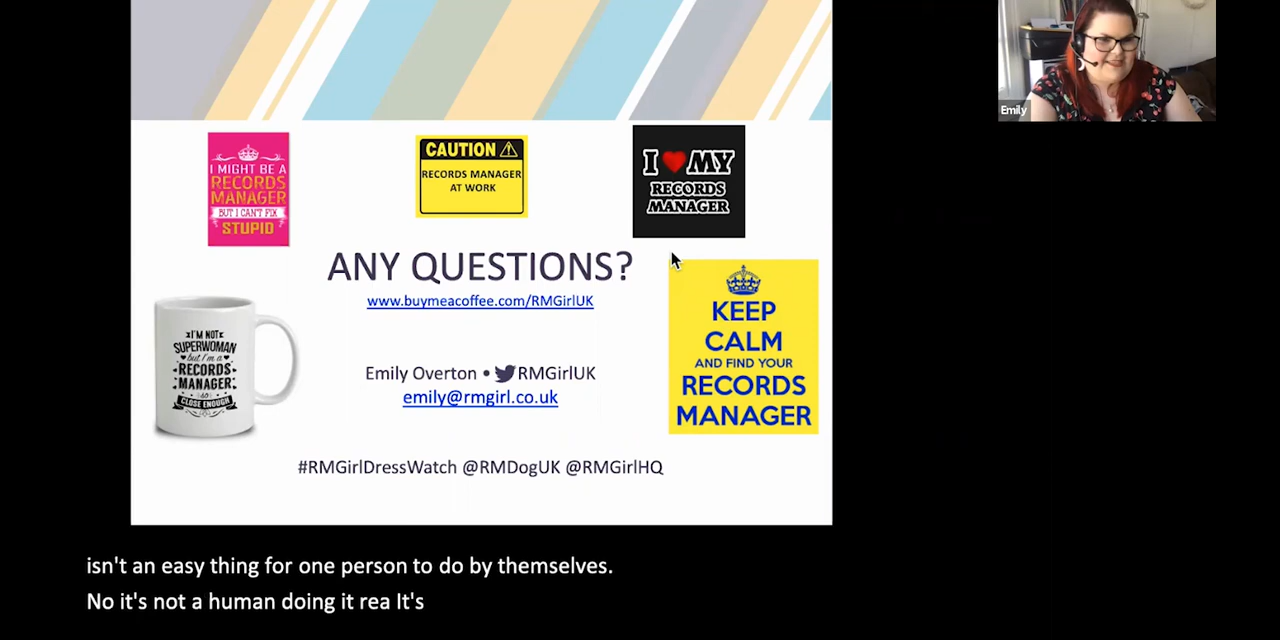 Emily
I MIGHT BE A
RECORDS
MANAGER
BUT I CAN'T FIX
STUPID
CAUTION
RECORDS MANAGER
AT WORK
I ❤ MY
RECORDS
MANAGER
ANY QUESTIONS?
www.buymeacoffee.com/RMGirlUK
I'M NOT
SUPERWOMAN
but I'm a
RECORDS
MANAGER
SO
CLOSE ENOUGH
Emily Overton • RMGirlUK
emily@rmgirl.co.uk
KEEP
CALM
AND FIND YOUR
RECORDS
MANAGER
#RMGirlDressWatch @RMDogUK @RMGirlHQ
isn't an easy thing for one person to do by themselves.
No it's not a human doing it rea It's